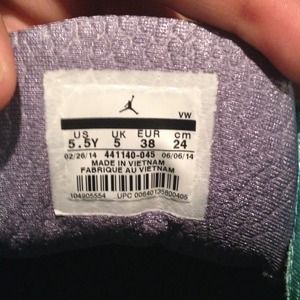 VW
US UK EUR cm
5.5Y 5 38 24
02/26/14 441140-045 06/06/14
MADE IN VIETNAM
FABRIQUE AU VIETNAM
104905554 UPC 00640135800405